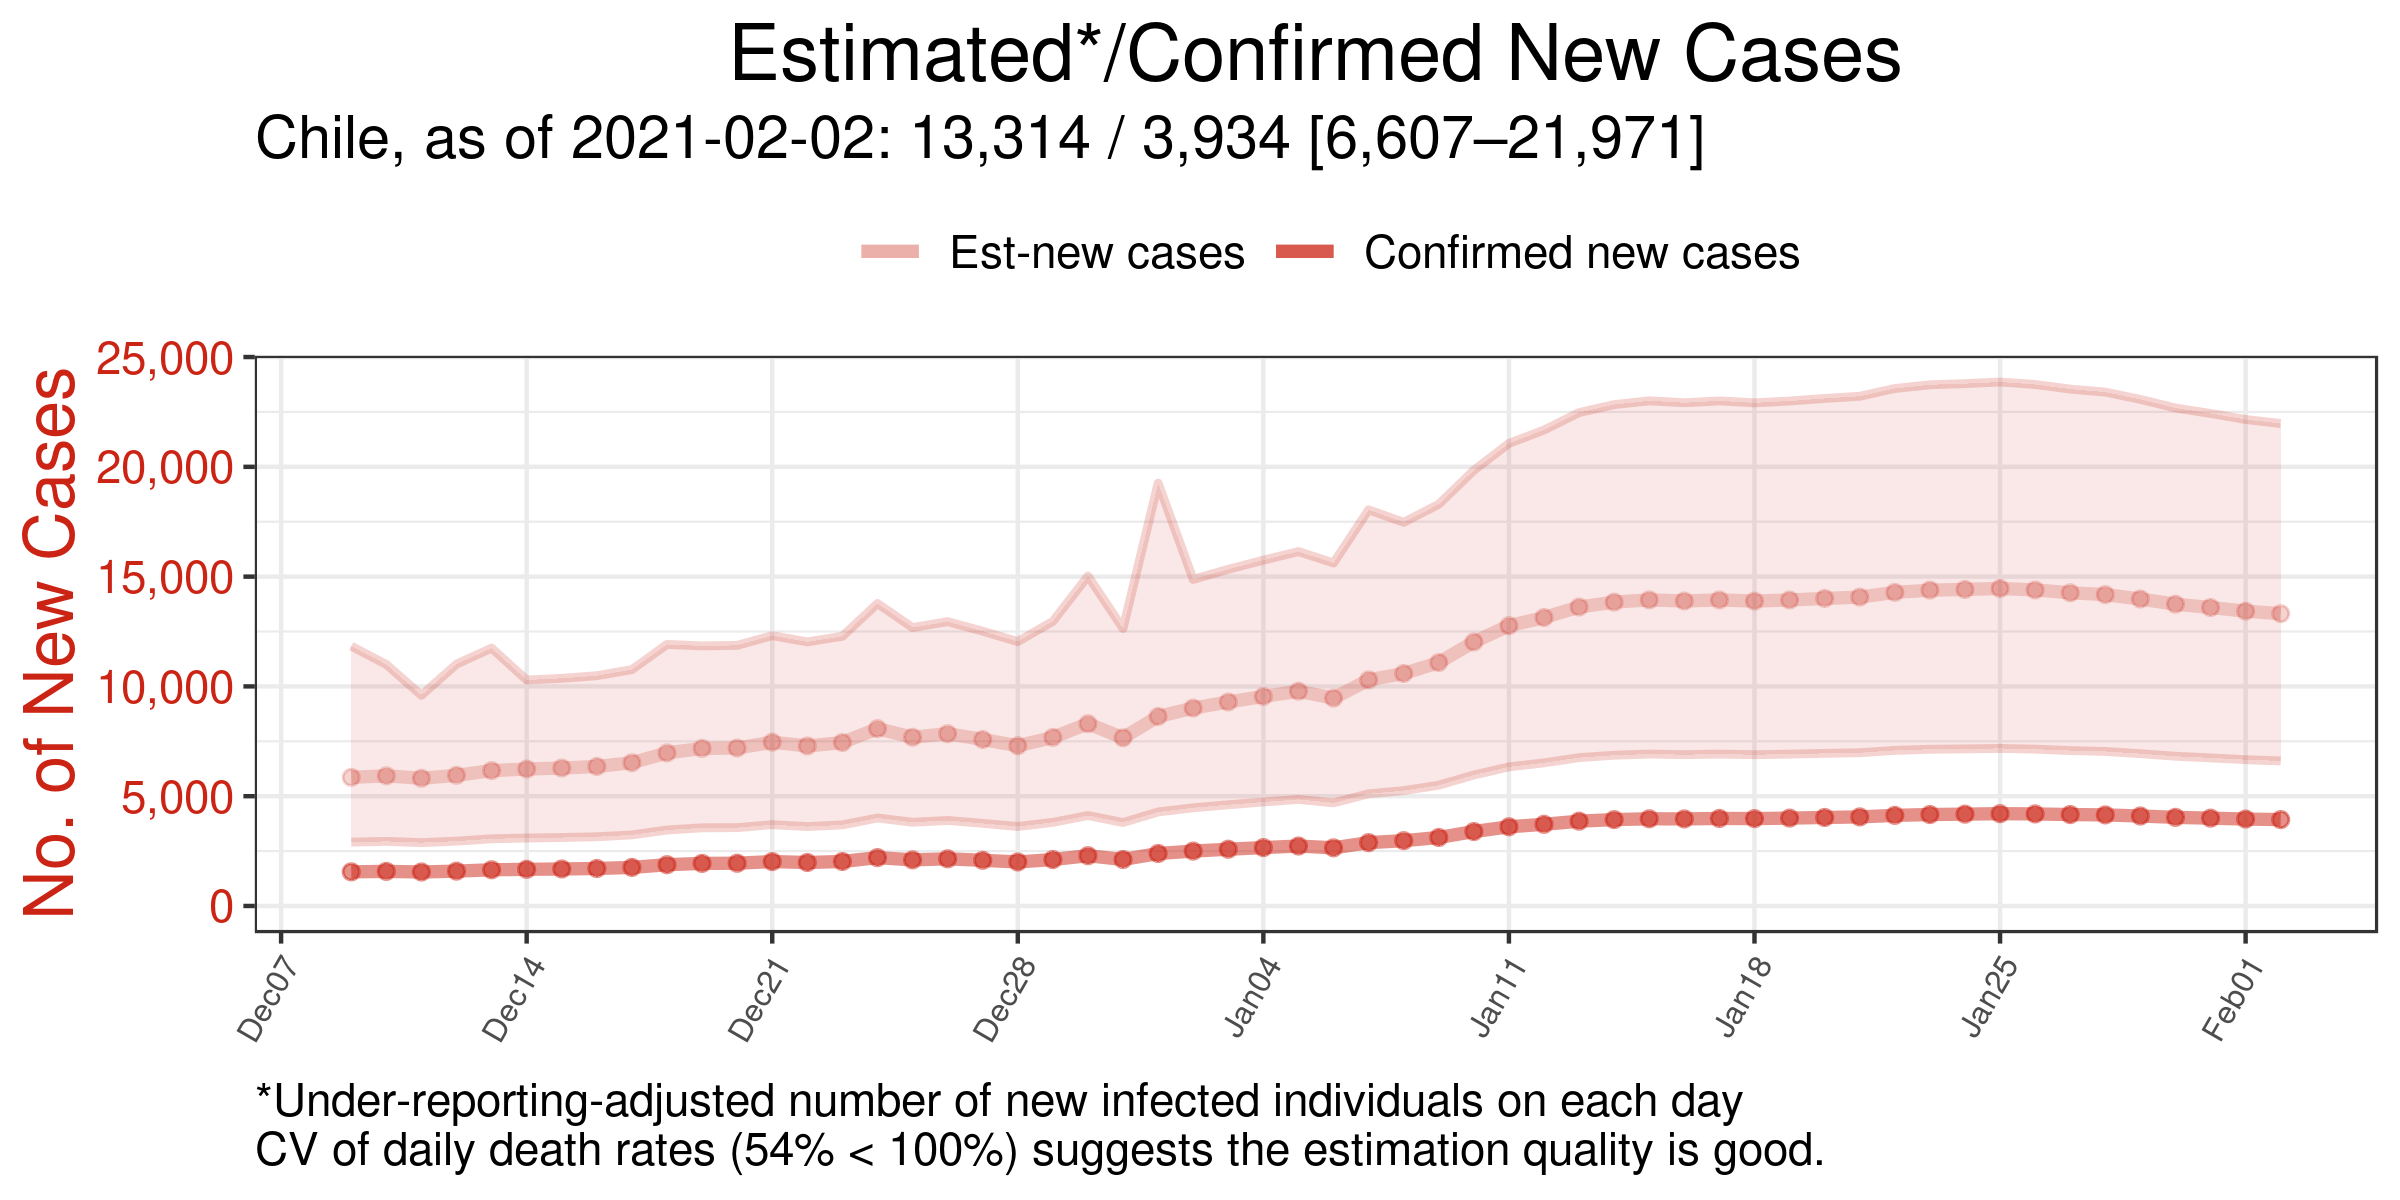 Estimated*/Confirmed New Cases
Chile, as of 2021-02-02: 13,314 / 3,934 [6,607–21,971]
Est-new cases
Confirmed new cases
No. of New Cases
25,000
20,000
15,000
10,000
5,000
0
Dec07
Dec14
Dec21
Dec28
Jan04
Jan11
Jan18
Jan25
Feb01
*Under-reporting-adjusted number of new infected individuals on each day
CV of daily death rates (54% < 100%) suggests the estimation quality is good.